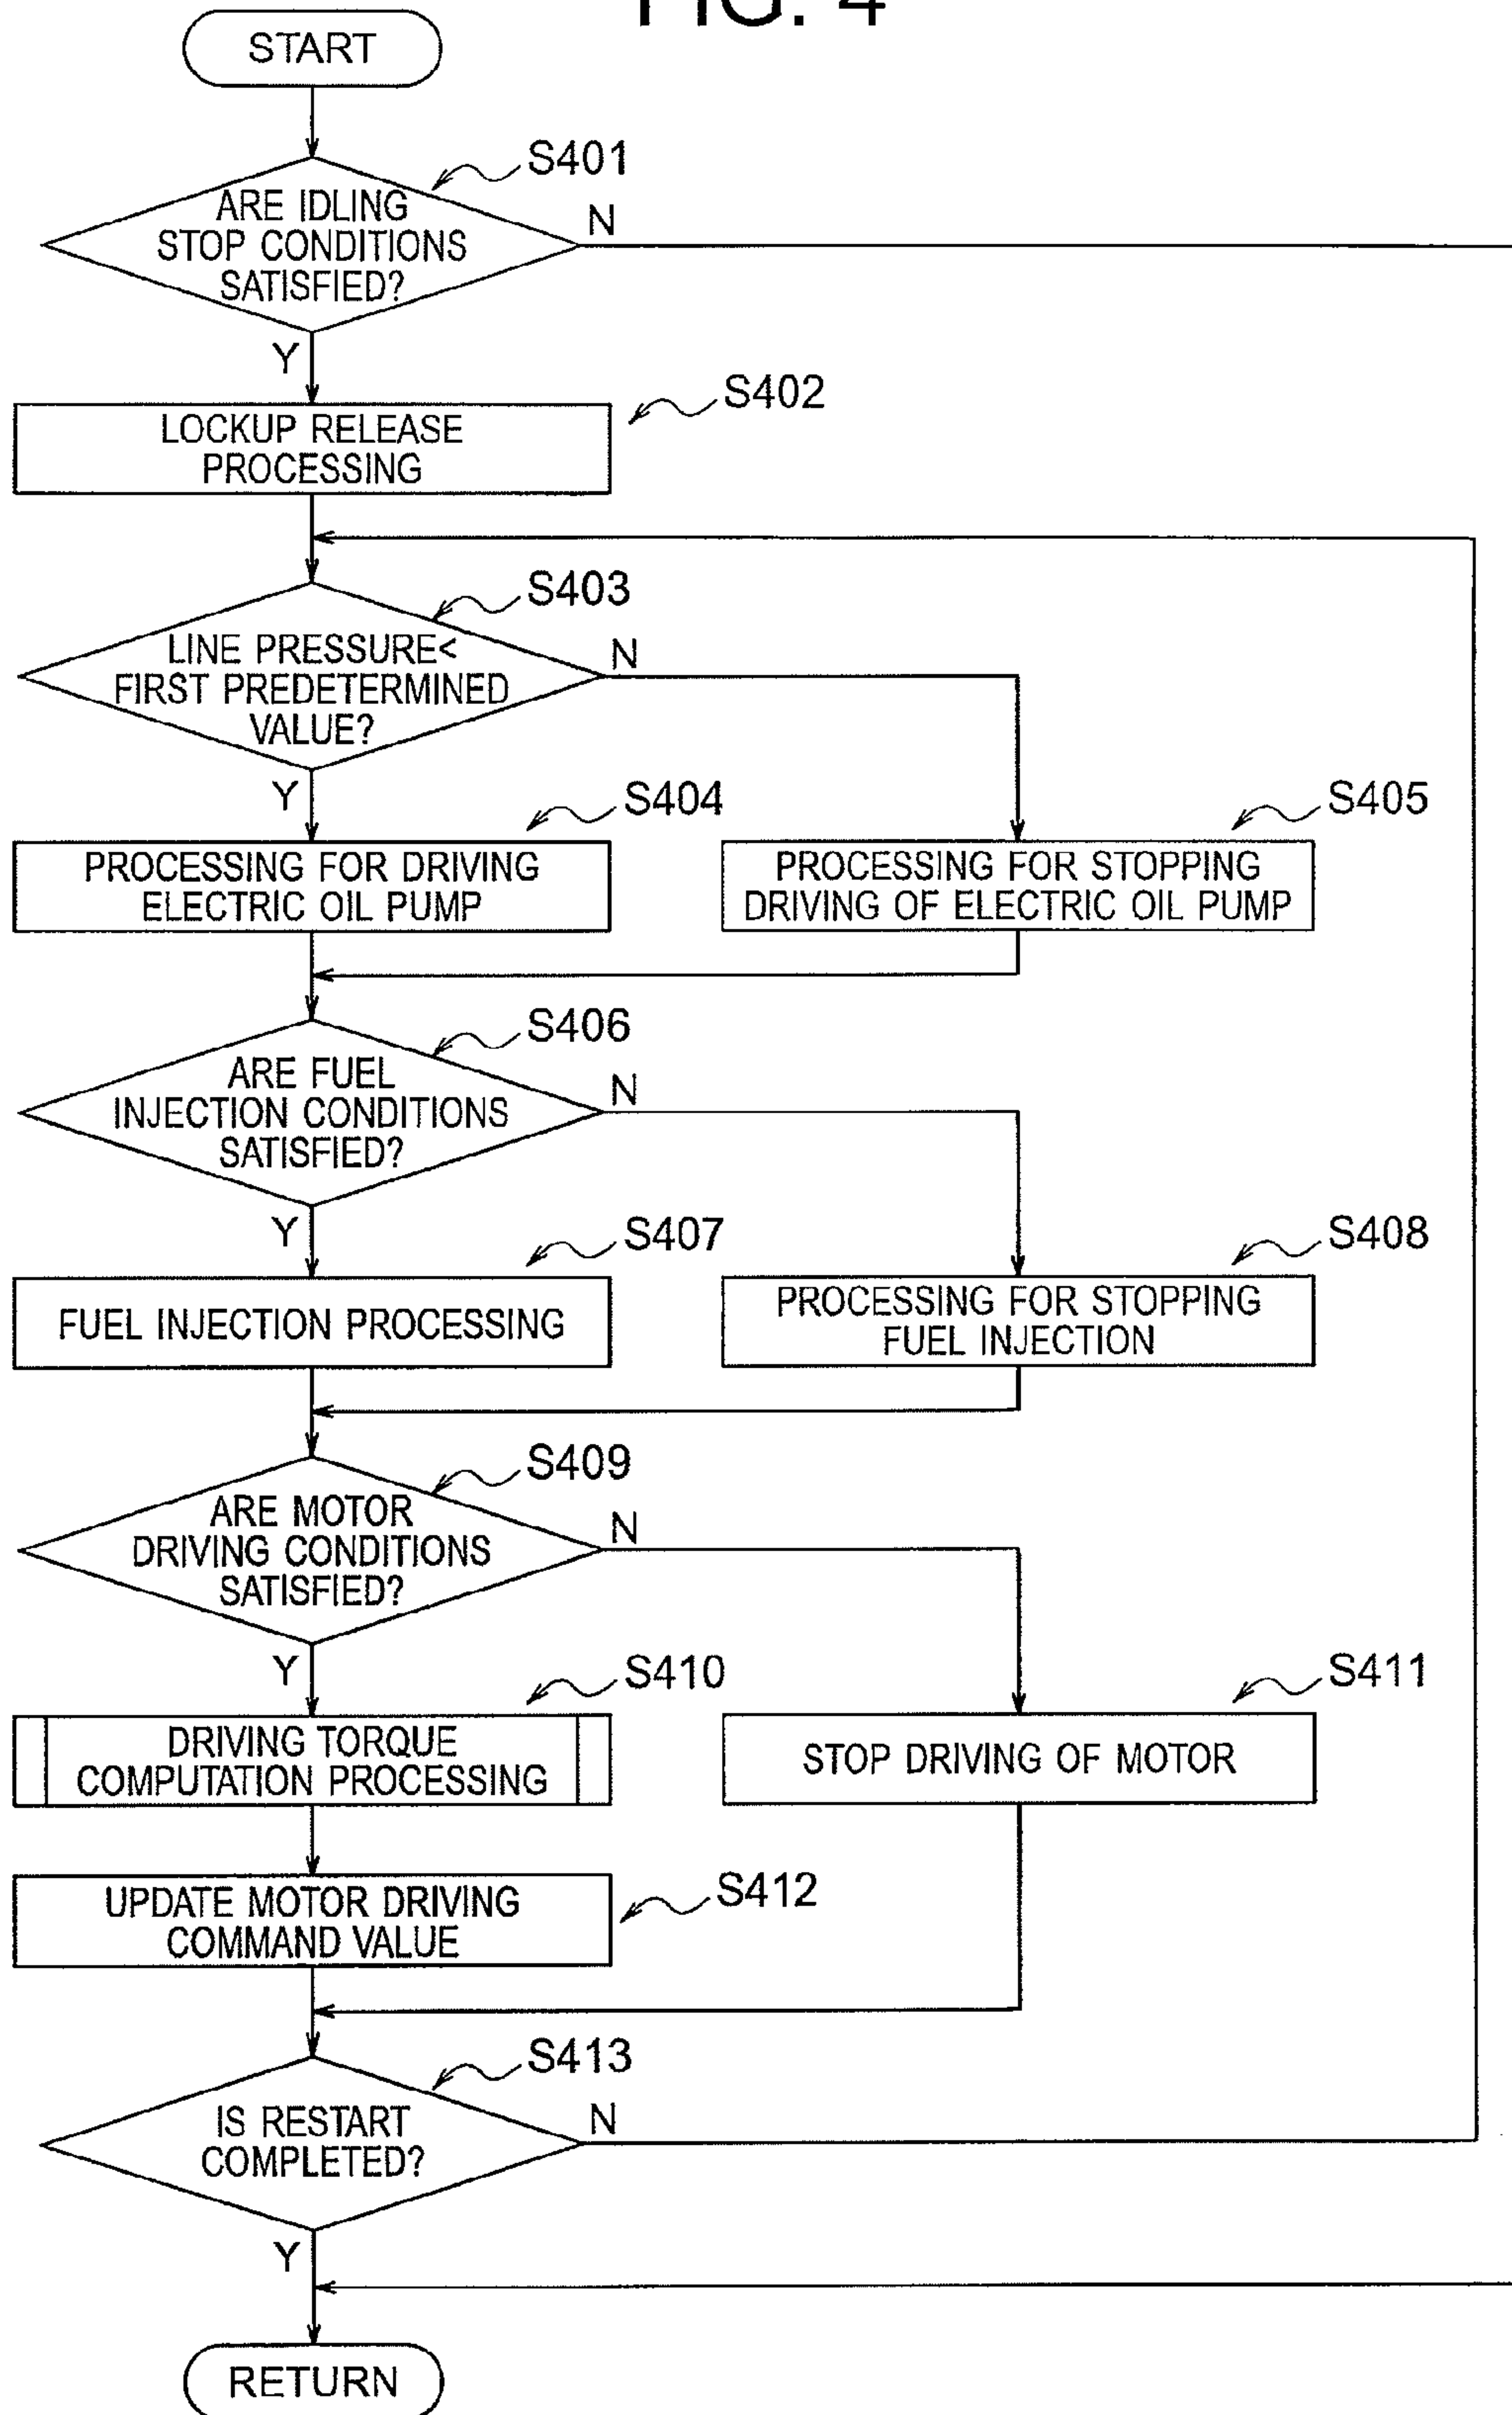 FIG. 4
START
S401
ARE IDLING
STOP CONDITIONS
SATISFIED?
N
Y
S402
LOCKUP RELEASE
PROCESSING
S403
LINE PRESSURE<
FIRST PREDETERMINED
VALUE?
N
Y
S404
PROCESSING FOR DRIVING
ELECTRIC OIL PUMP
S405
PROCESSING FOR STOPPING
DRIVING OF ELECTRIC OIL PUMP
S406
ARE FUEL
INJECTION CONDITIONS
SATISFIED?
N
Y
S407
FUEL INJECTION PROCESSING
S408
PROCESSING FOR STOPPING
FUEL INJECTION
S409
ARE MOTOR
DRIVING CONDITIONS
SATISFIED?
N
Y
S410
DRIVING TORQUE
COMPUTATION PROCESSING
S411
STOP DRIVING OF MOTOR
S412
UPDATE MOTOR DRIVING
COMMAND VALUE
S413
IS RESTART
COMPLETED?
N
Y
RETURN